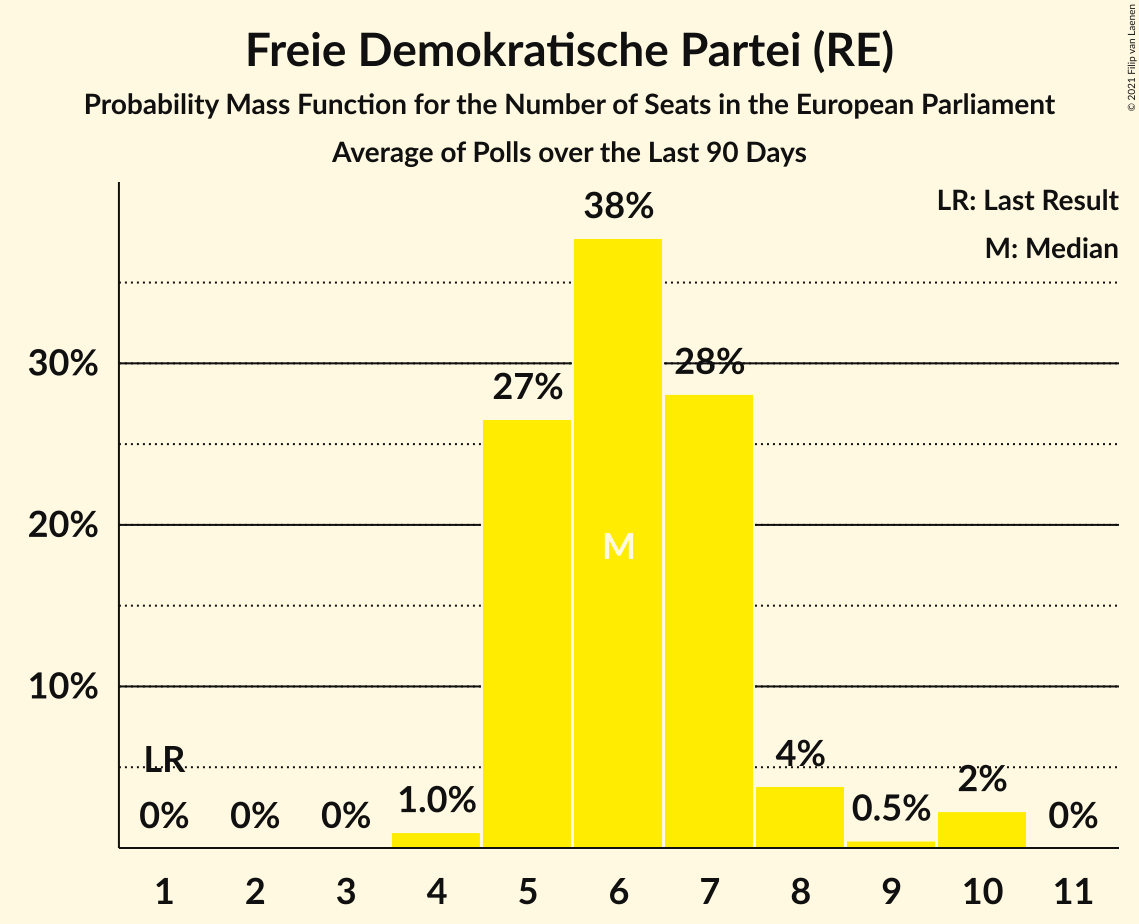 Freie Demokratische Partei (RE)
Probability Mass Function for the Number of Seats in the European Parliament
Average of Polls over the Last 90 Days
© 2021 Filip van Laenen
LR: Last Result
M: Median
38%
30%
28%
27%
20%
M
10%
LR
4%
2%
1.0%
0.5%
0% 0% 0% 0%
1 2 3 4 5 6 7 8 9 10 11